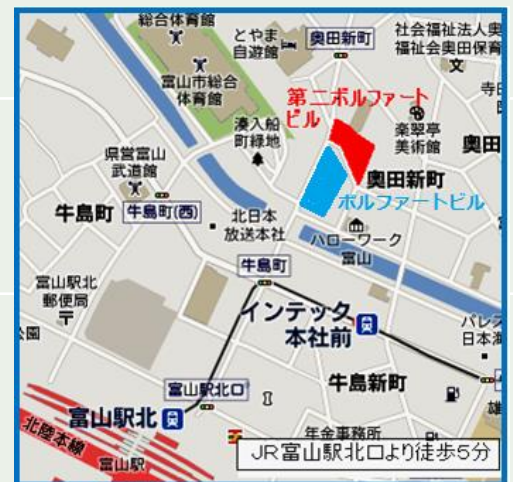 総合体育館
富山市総合
体育館
とやま
自遊館
奥田新町
社会福祉法人奥
福祉会奥田保育
文
寺田
第二ボルファート
ビル
湊入船
町緑地
楽翠亭
美術館
奥田
県営富山
武道館
奥田新町
ボルファートビル
牛島町
牛島町(西)
北日本
放送本社
ハローワーク
富山
牛島町
富山駅北
郵便局
公園
インテック
本社前
パレス
日本海
牛島新町
富山駅北口
富山駅北
雄
北陸本線
年金事務所
富山駅
JR富山駅北口より徒歩5分